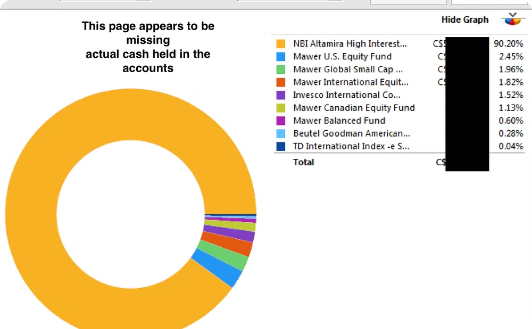 This page appears to be
missing
actual cash held in the
accounts
Hide Graph
NBI Altamira High Interest... C$ 90.20%
Mawer U.S. Equity Fund C$ 2.45%
Mawer Global Small Cap ... C$ 1.96%
Mawer International Equit... C$ 1.82%
Invesco International Co... 1.52%
Mawer Canadian Equity Fund 1.13%
Mawer Balanced Fund 0.60%
Beutel Goodman American... 0.28%
TD International Index -e S... 0.04%
Total C$